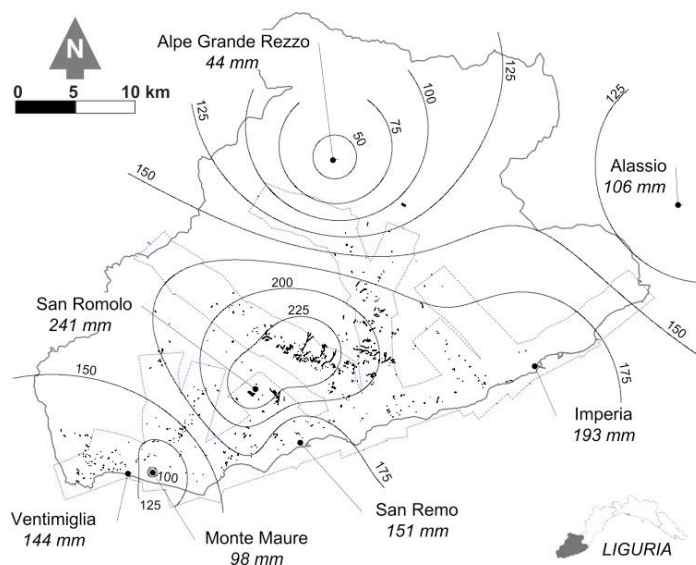 N
0 5 10 km
Alpe Grande Rezzo
44 mm
125
100
125
75
50
125
Alassio
106 mm
150
San Romolo
241 mm
200
225
150
150
175
Imperia
193 mm
175
100
125
San Remo
151 mm
Ventimiglia
144 mm
Monte Maure
98 mm
LIGURIA